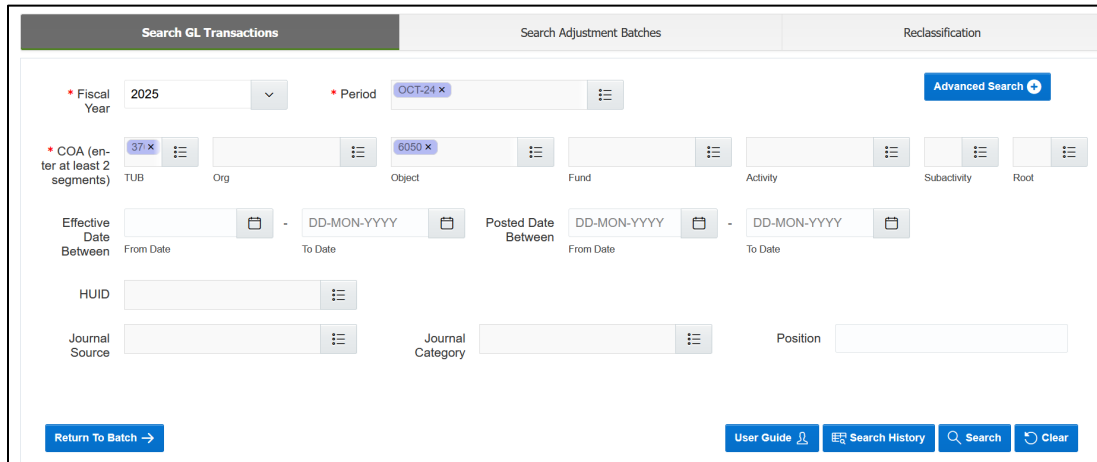 Search GL Transactions Search Adjustment Batches Reclassification
* Fiscal Year 2025 * Period OCT-24 × Advanced Search
* COA (en-
ter at least 2
segments) 37 × 6050 ×
TUB Org Object Fund Activity Subactivity Root
Effective
Date
Between DD-MON-YYYY Posted Date
Between DD-MON-YYYY - DD-MON-YYYY
From Date To Date From Date To Date
HUID
Journal
Source Journal
Category Position
Return To Batch → User Guide Search History Search Clear